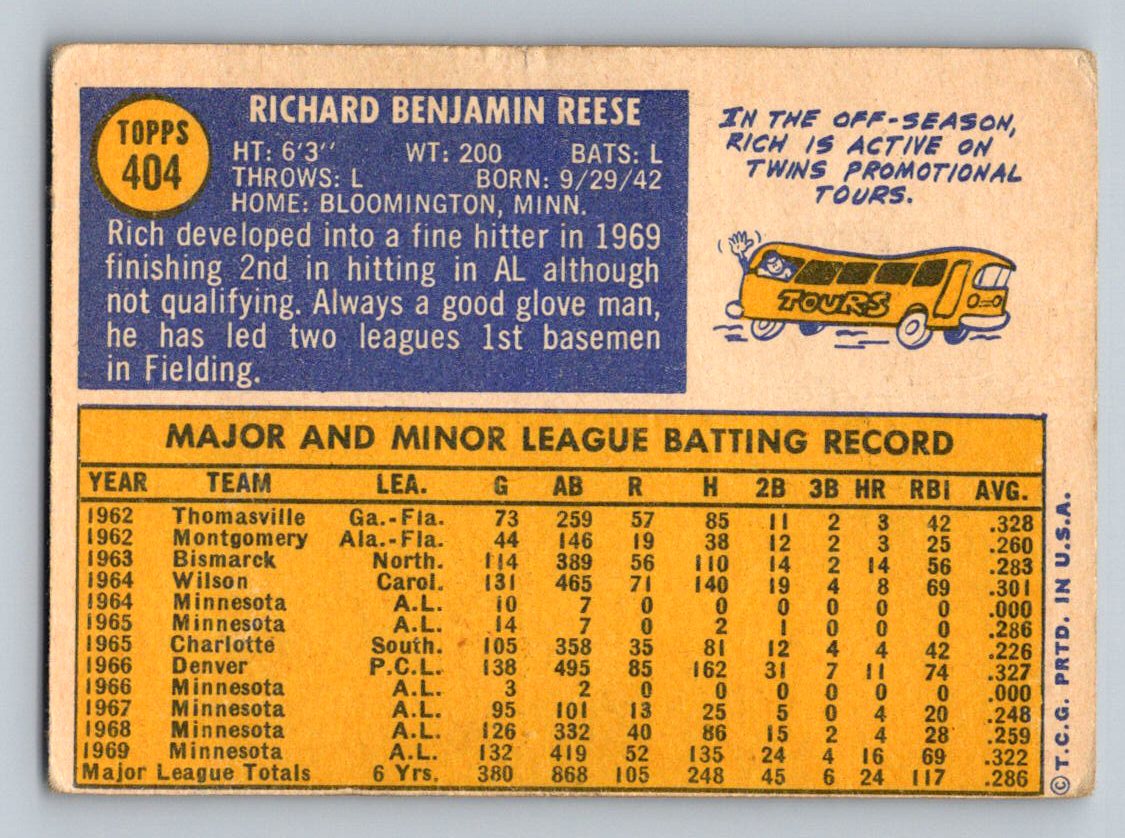 TOPPS
404
RICHARD BENJAMIN REESE
HT: 6'3" WT: 200 BATS: L
THROWS: L BORN: 9/29/42
HOME: BLOOMINGTON, MINN.
Rich developed into a fine hitter in 1969
finishing 2nd in hitting in AL although
not qualifying. Always a good glove man,
he has led two leagues 1st basemen
in Fielding.
IN THE OFF-SEASON,
RICH IS ACTIVE ON
TWINS PROMOTIONAL
TOURS.
TOURS
MAJOR AND MINOR LEAGUE BATTING RECORD
YEAR TEAM LEA. G AB R H 2B 3B HR RBI AVG.
1962 Thomasville Ga.-Fla. 73 259 57 85 11 2 3 42 .328
1962 Montgomery Ala.-Fla. 44 146 19 38 12 2 3 25 .260
1963 Bismarck North. 114 389 56 110 14 2 14 56 .283
1964 Wilson Carol. 131 465 71 140 19 4 8 69 .301
1964 Minnesota A.L. 10 7 0 0 0 0 0 0 .000
1965 Minnesota A.L. 14 7 0 2 1 0 0 0 .286
1965 Charlotte South. 105 358 35 81 12 4 4 42 .226
1966 Denver P.C.L. 138 495 85 162 31 7 11 74 .327
1966 Minnesota A.L. 3 2 0 0 0 0 0 0 .000
1967 Minnesota A.L. 95 101 13 25 5 0 4 20 .248
1968 Minnesota A.L. 126 332 40 86 15 2 4 28 .259
1969 Minnesota A.L. 132 419 52 135 24 4 16 69 .322
Major League Totals 6 Yrs. 380 868 105 248 45 6 24 117 .286
© T.C.G. PRTD. IN U.S.A.